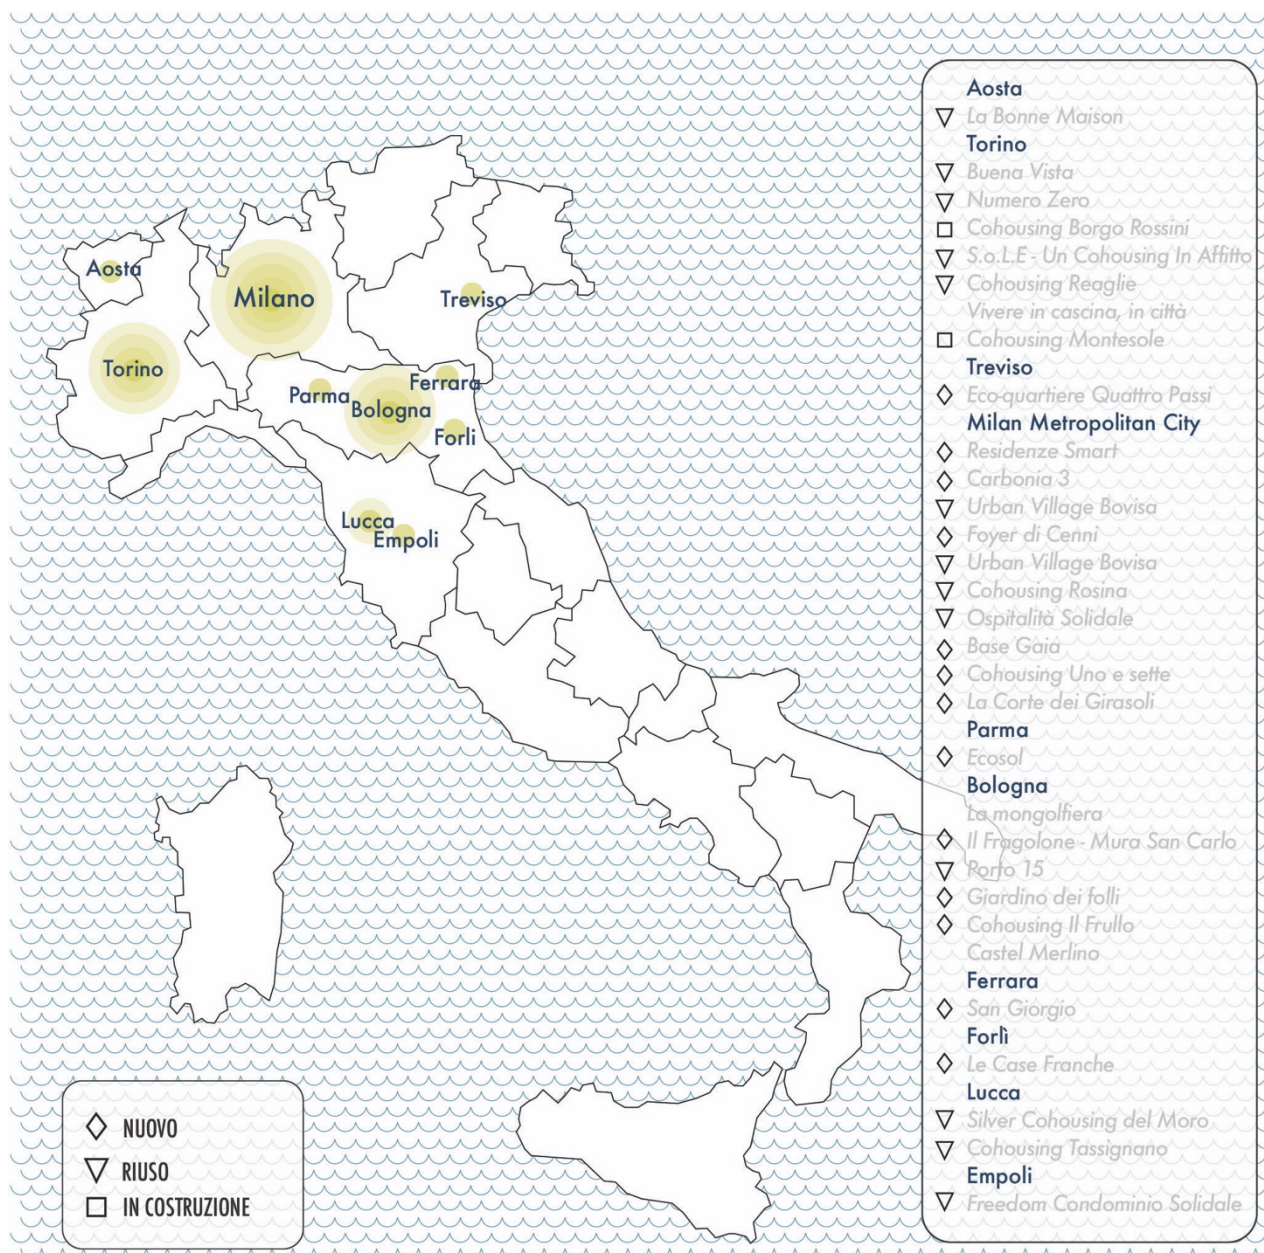 Aosta
Milano
Treviso
Torino
Ferrara
Parma
Bologna
Forli
Lucca
Empoli
NUOVO
RIUSO
IN COSTRUZIONE
Aosta
La Bonne Maison
Torino
Buena Vista
Numero Zero
Cohousing Borgo Rossini
S.o.L.E - Un Cohousing In Affitto
Cohousing Reaglie
Vivere in cascina, in città
Cohousing Montesole
Treviso
Eco-quartiere Quattro Passi
Milan Metropolitan City
Residenze Smart
Carbonia 3
Urban Village Bovisa
Foyer di Cenni
Urban Village Bovisa
Cohousing Rosina
Ospitalità Solidale
Base Gaia
Cohousing Uno e sette
La Corte dei Girasoli
Parma
Ecosol
Bologna
La mongolfiera
Il Fragolone - Mura San Carlo
Porto 15
Giardino dei folli
Cohousing Il Frullo
Castel Merlino
Ferrara
San Giorgio
Forlì
Le Case Franche
Lucca
Silver Cohousing del Moro
Cohousing Tassignano
Empoli
Freedom Condominio Solidale